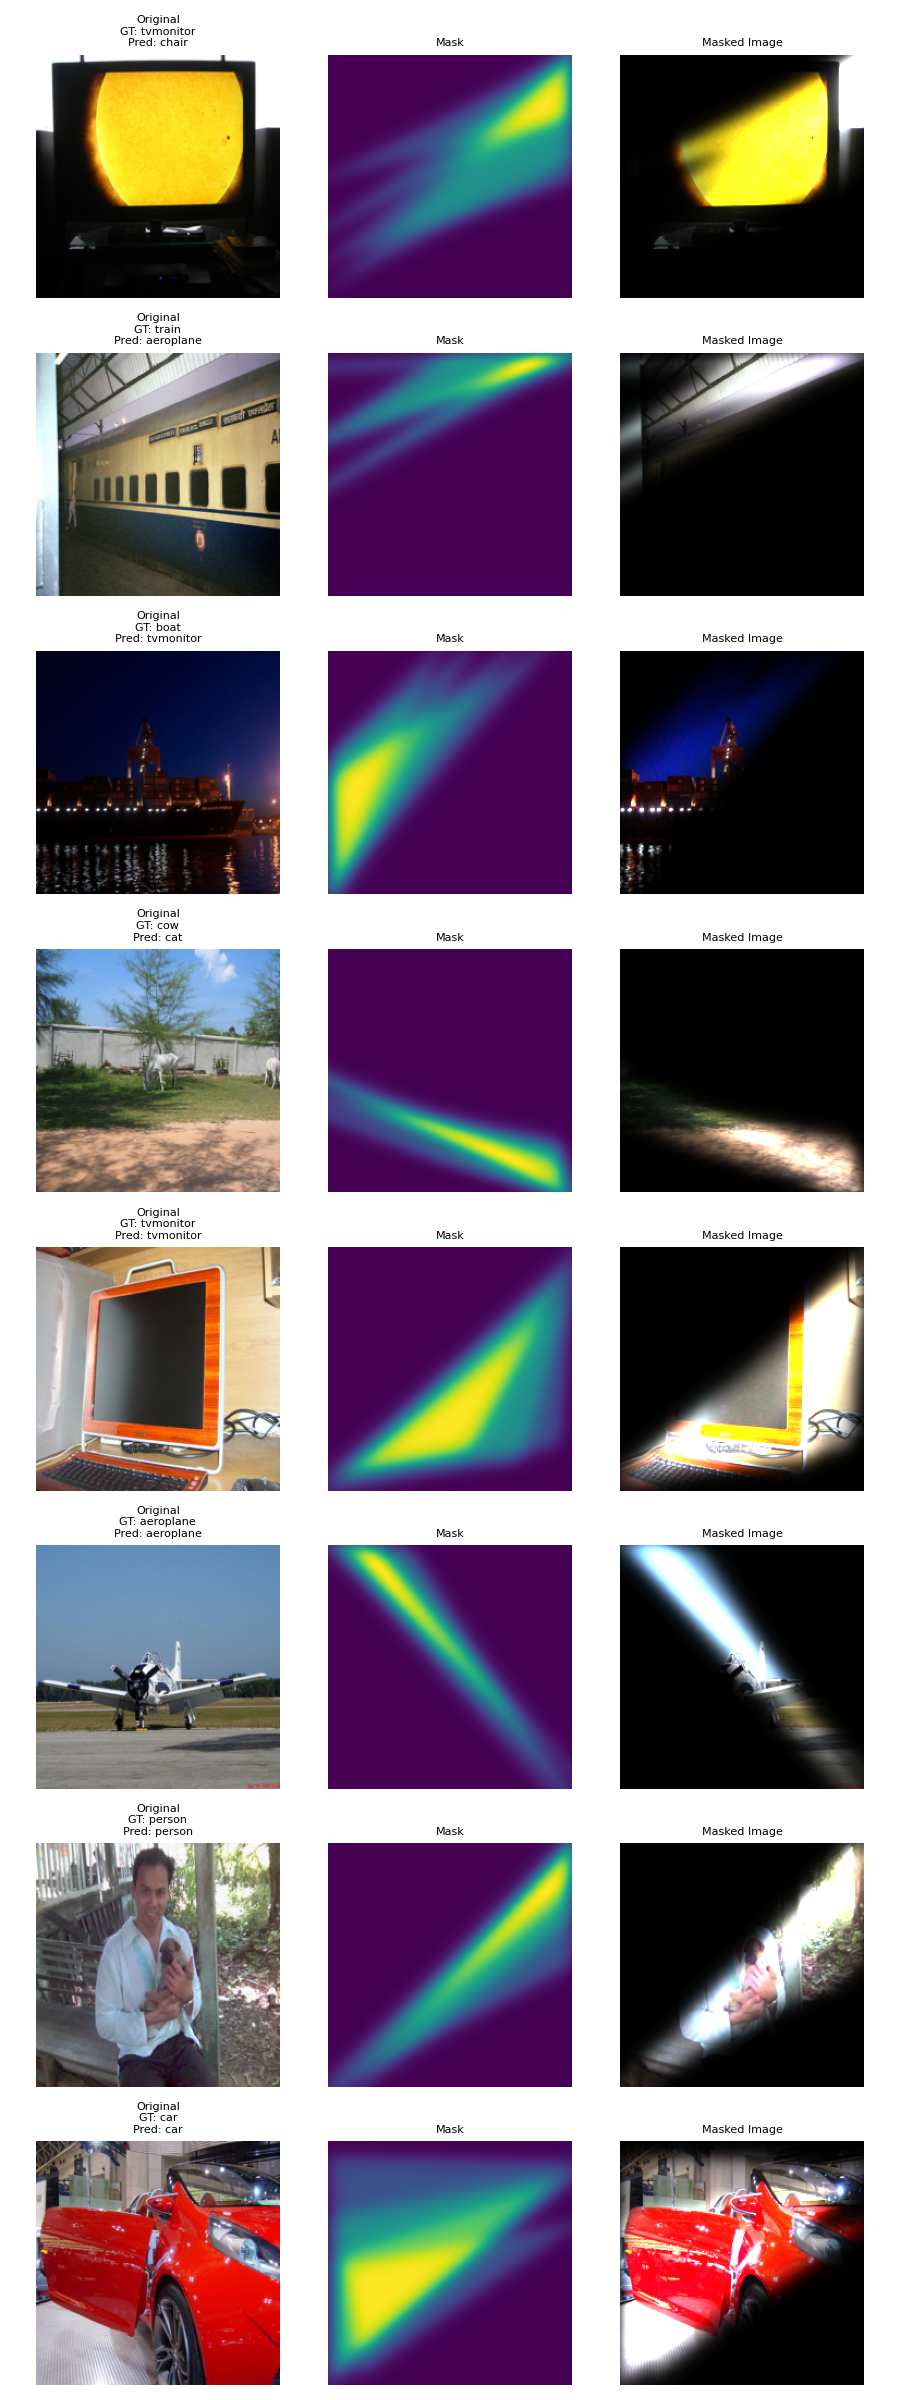 Original
GT: tvmonitor
Pred: chair
Mask
Masked Image
Original
GT: train
Pred: aeroplane
Mask
Masked Image
समझौता एक्सप्रेस
Original
GT: boat
Pred: tvmonitor
Mask
Masked Image
Original
GT: cow
Pred: cat
Mask
Masked Image
Original
GT: tvmonitor
Pred: tvmonitor
Mask
Masked Image
Original
GT: aeroplane
Pred: aeroplane
Mask
Masked Image
Original
GT: person
Pred: person
Mask
Masked Image
Original
GT: car
Pred: car
Mask
Masked Image